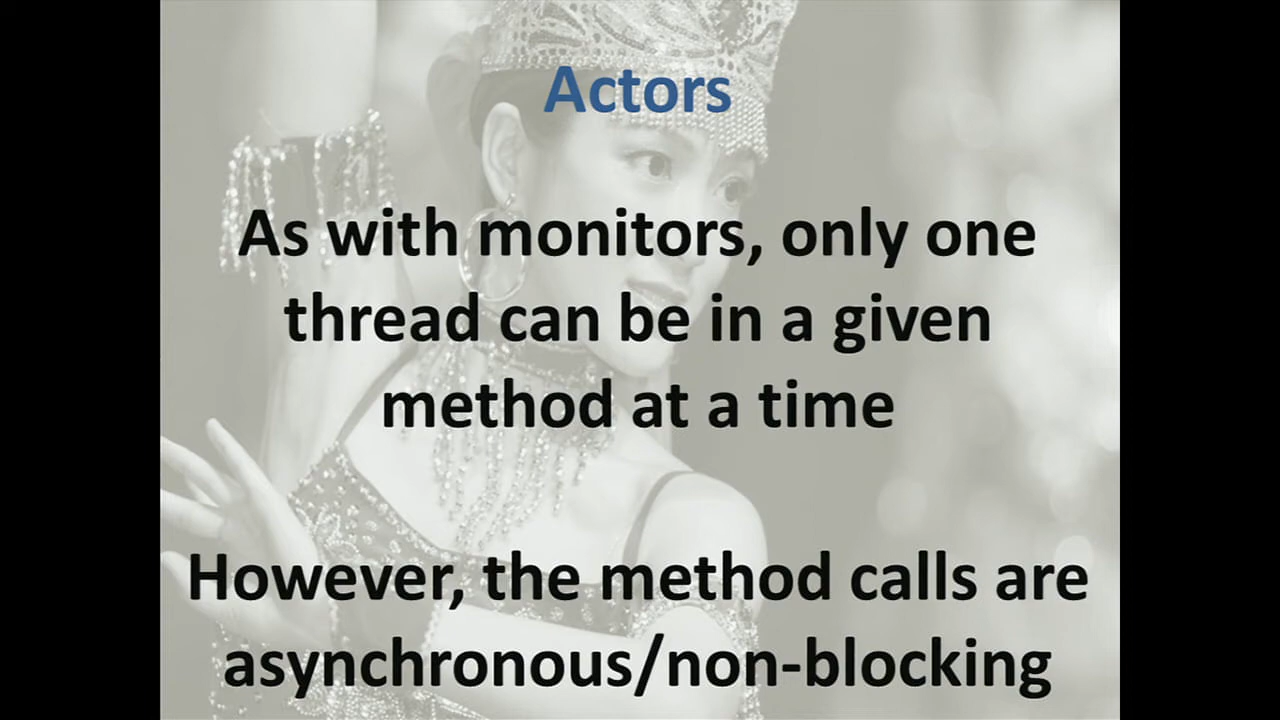 Actors
As with monitors, only one
thread can be in a given
method at a time
However, the method calls are
asynchronous/non-blocking